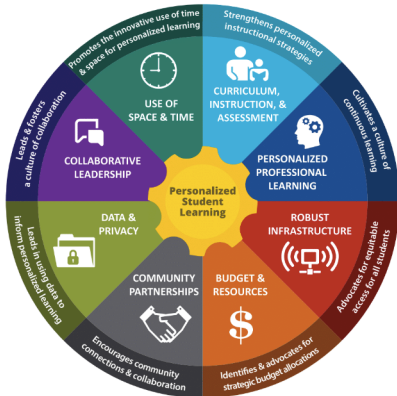 Personalized
Student
Learning
CURRICULUM,
INSTRUCTION, &
ASSESSMENT
Strengthens personalized
instructional strategies
PERSONALIZED
PROFESSIONAL
LEARNING
Cultivates a culture of
continuous learning
ROBUST
INFRASTRUCTURE
Advocates for equitable
access for all students
BUDGET &
RESOURCES
$
Identifies & advocates for
strategic budget allocations
COMMUNITY
PARTNERSHIPS
Encourages community
connections & collaboration
DATA &
PRIVACY
Leads in using data to
inform personalized learning
COLLABORATIVE
LEADERSHIP
Leads & fosters
a culture of collaboration
USE OF
SPACE & TIME
Promotes the innovative use of time
& space for personalized learning